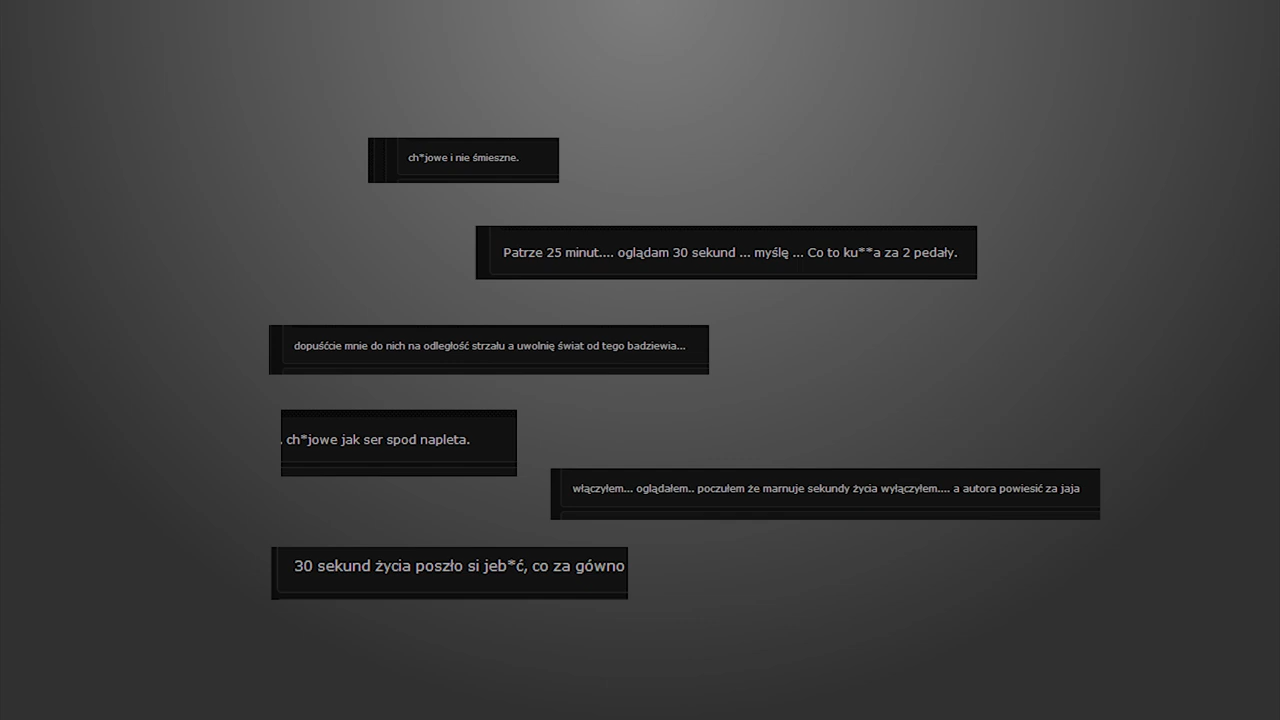 ch*jowe i nie śmieszne.
Patrze 25 minut.... oglądam 30 sekund ... myślę ... Co to ku**a za 2 pedały.
dopuśćcie mnie do nich na odległość strzału a uwolnię świat od tego badziewia...
, ch*jowe jak ser spod napleta.
włączyłem... oglądałem.. poczułem że marnuje sekundy życia wyłączyłem.... a autora powiesić za jaja
30 sekund życia poszło si jeb*ć, co za gówno